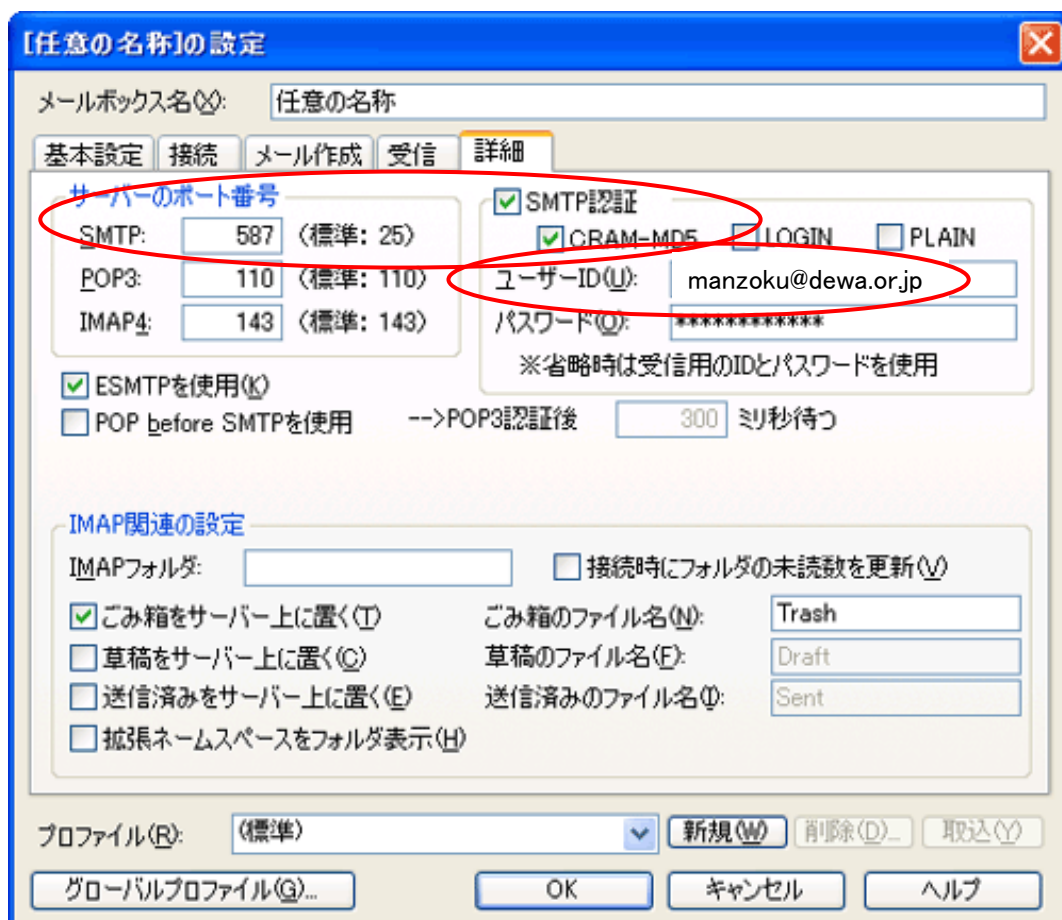 [任意の名称]の設定
メールボックス名(X): 任意の名称
基本設定 接続 メール作成 受信 詳細
サーバーのポート番号
SMTP: 587 (標準: 25)
POP3: 110 (標準: 110)
IMAP4: 143 (標準: 143)
SMTP認証
CRAM-MD5 LOGIN PLAIN
ユーザーID(U): manzoku@dewa.or.jp
パスワード(O): ************
※省略時は受信用のIDとパスワードを使用
ESMTPを使用(K)
POP before SMTPを使用 -->POP3認証後 300 ミリ秒待つ
IMAP関連の設定
IMAPフォルダ: 接続時にフォルダの未読数を更新(V)
ごみ箱をサーバー上に置く(T) ごみ箱のファイル名(N): Trash
草稿をサーバー上に置く(C) 草稿のファイル名(F): Draft
送信済みをサーバー上に置く(E) 送信済みのファイル名(I): Sent
拡張ネームスペースをフォルダ表示(H)
プロファイル(R): (標準) 新規(W) 削除(D)... 取込(Y)
グローバルプロファイル(G)... OK キャンセル ヘルプ